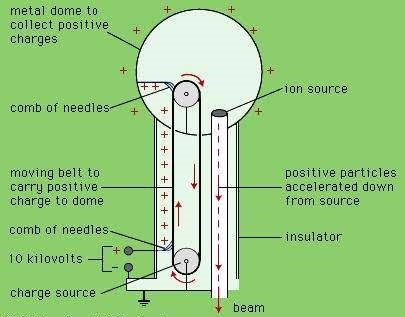 metal dome to
collect positive
charges
comb of needles
moving belt to
carry positive
charge to dome
comb of needles
10 kilovolts
+
−
charge source
ion source
positive particles
accelerated down
from source
insulator
beam